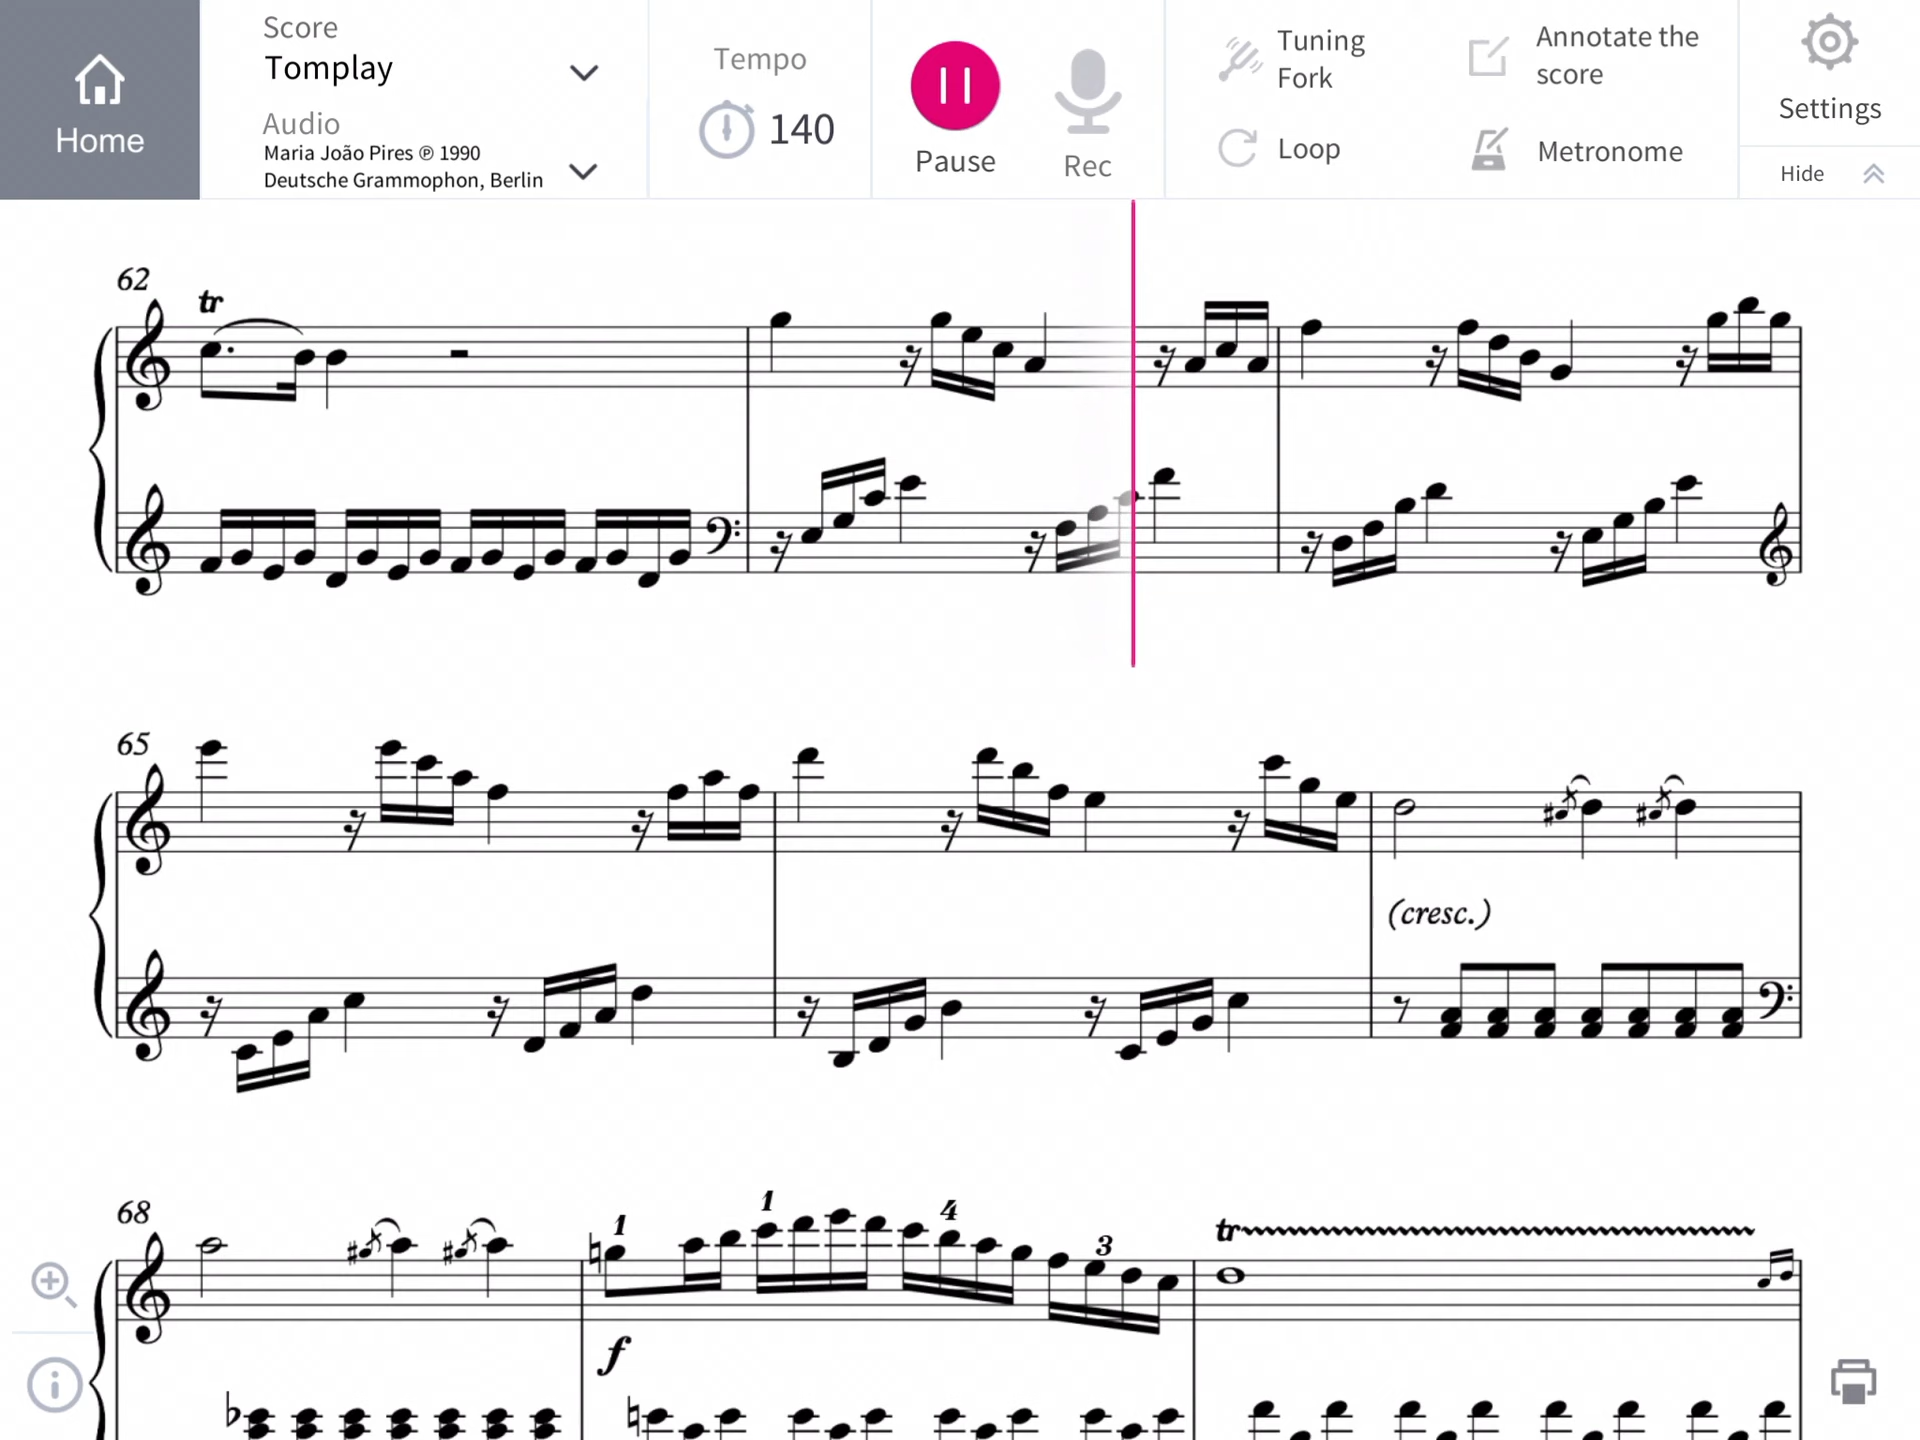 Home
Score
Tomplay
Audio
Maria João Pires ℗ 1990
Deutsche Grammophon, Berlin
Tempo
140
Pause
Rec
Tuning
Fork
Loop
Annotate the
score
Metronome
Settings
Hide
62
tr
65
(cresc.)
68
1
1
4
3
tr
f